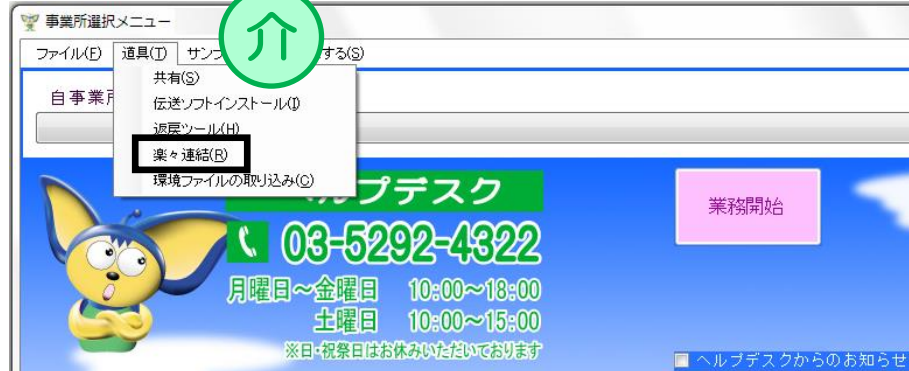 事業所選択メニュー
介
ファイル(F) 道具(T) サンプ する(S)
共有(S)
伝送ソフトインストール(I)
返戻ツール(H)
楽々連結(R)
環境ファイルの取り込み(C)
自事業所
ヘルプデスク
03-5292-4322
月曜日～金曜日 10:00～18:00
土曜日 10:00～15:00
※日・祝祭日はお休みいただいております
業務開始
ヘルプデスクからのお知らせ